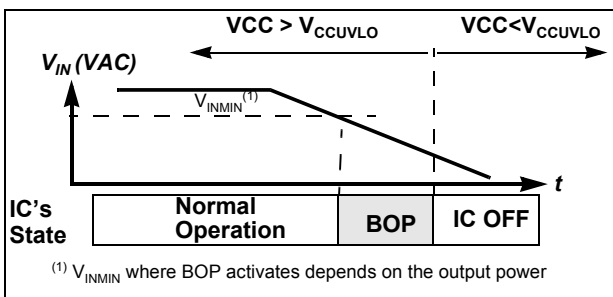 VCC > VCCUVLO VCC<VCCUVLO
VIN (VAC)
VINMIN(1)
t
IC's State
Normal Operation
BOP
IC OFF
(1) VINMIN where BOP activates depends on the output power